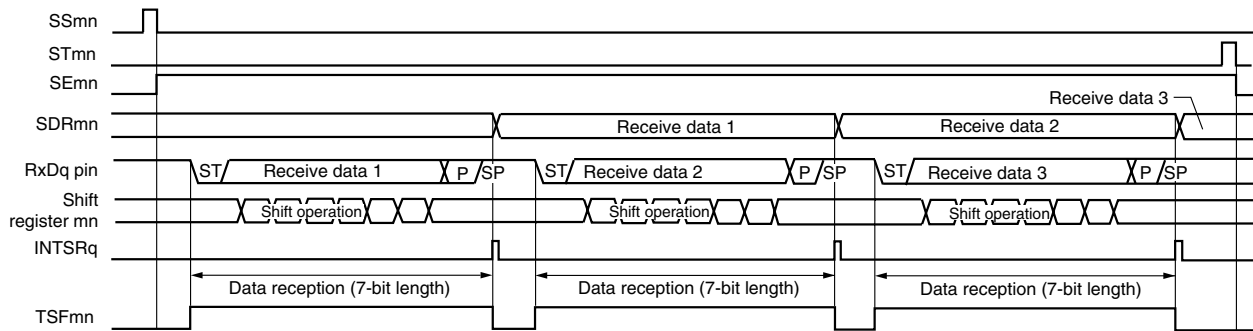 SSmn
STmn
SEmn
Receive data 3
SDRmn
Receive data 1
Receive data 2
RxDq pin
ST
Receive data 1
P
SP
ST
Receive data 2
P
SP
ST
Receive data 3
P
SP
Shift
register mn
Shift operation
Shift operation
Shift operation
INTSRq
Data reception (7-bit length)
Data reception (7-bit length)
Data reception (7-bit length)
TSFmn